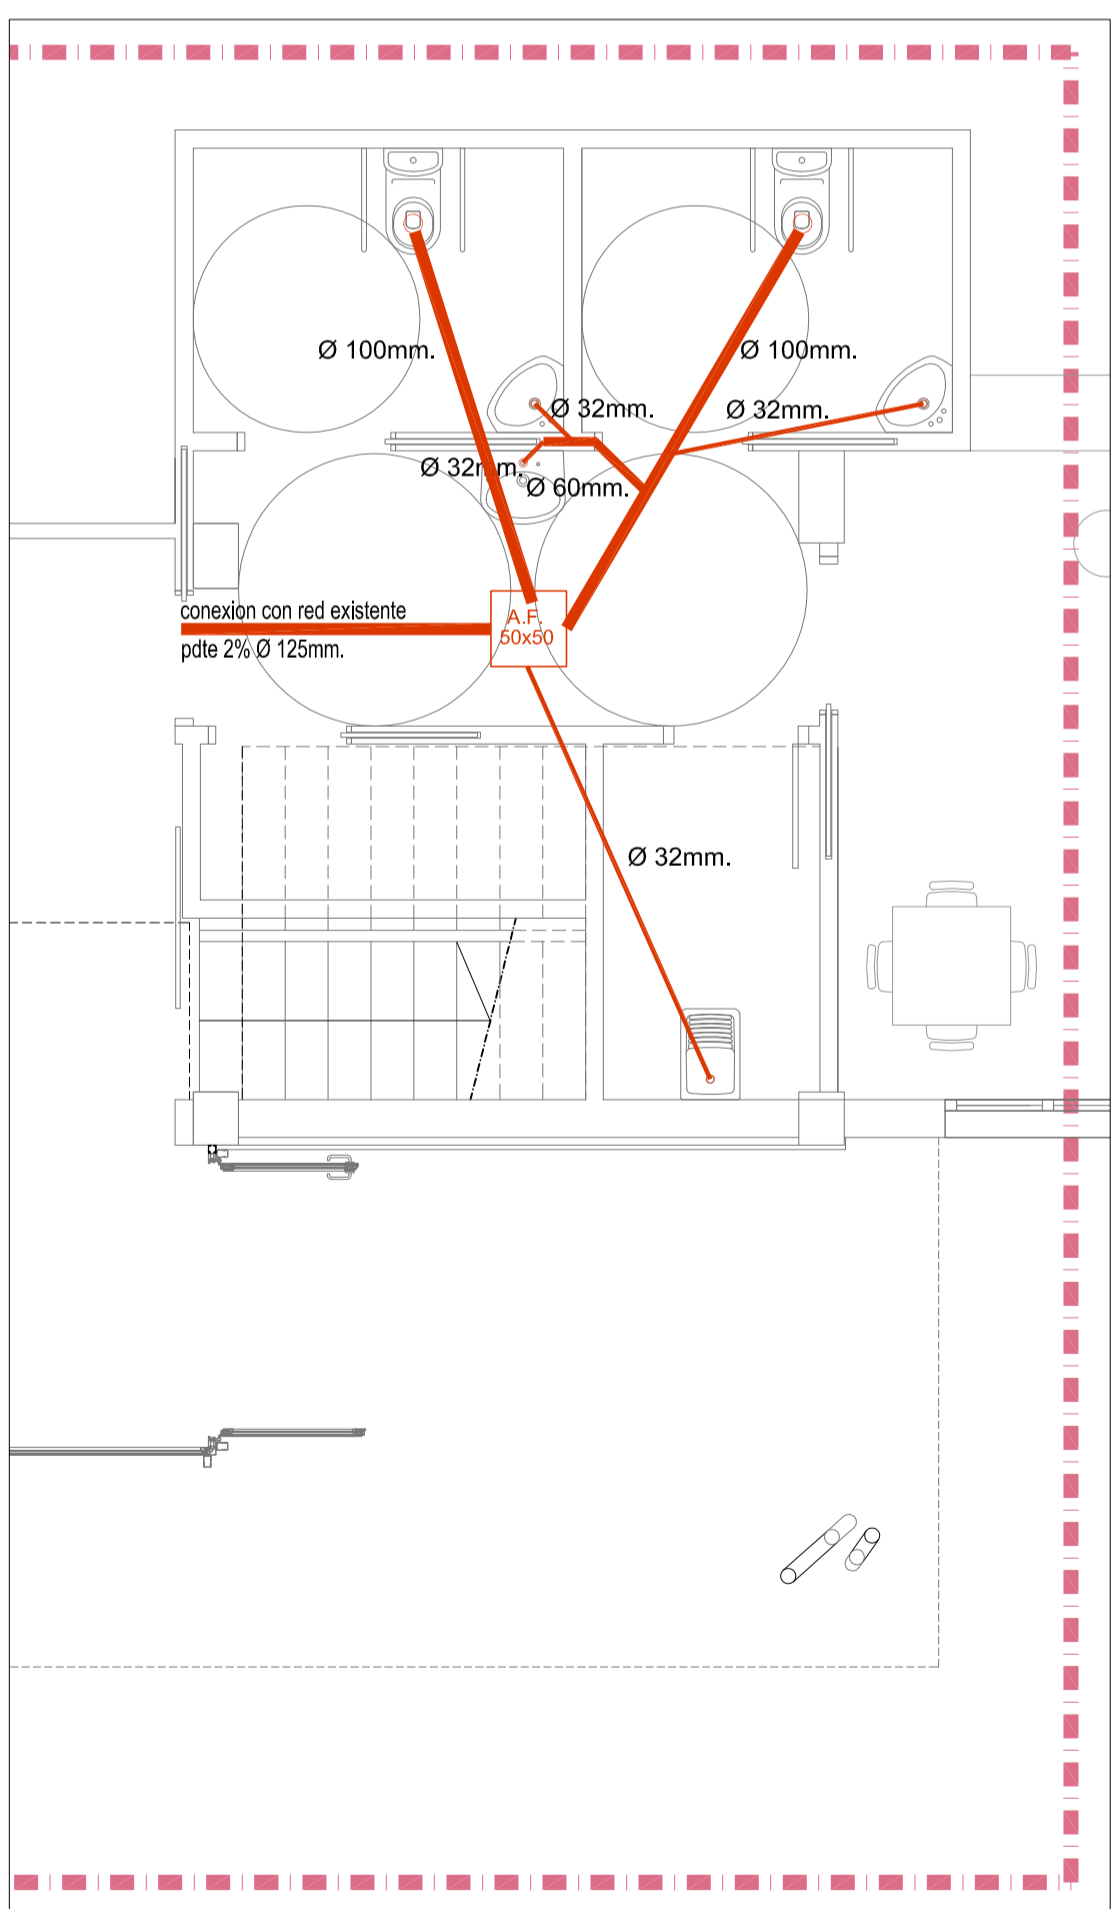 Ø 100mm.
Ø 100mm.
Ø 32mm.
Ø 32mm.
Ø 32mm.
Ø 60mm.
conexion con red existente
pdte 2% Ø 125mm.
A.F.
50x50
Ø 32mm.